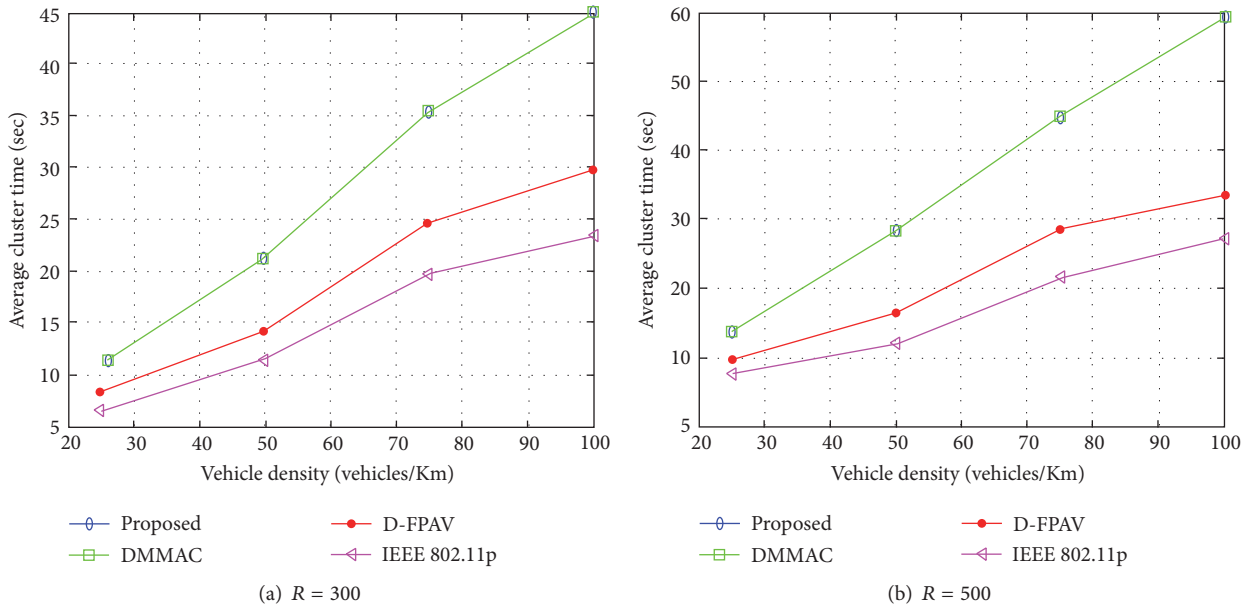 45
40
35
30
25
20
15
10
5
Average cluster time (sec)
20 30 40 50 60 70 80 90 100
Vehicle density (vehicles/Km)
Proposed
DMMAC
D-FPAV
IEEE 802.11p
(a) R = 300
60
50
40
30
20
10
5
Average cluster time (sec)
20 30 40 50 60 70 80 90 100
Vehicle density (vehicles/Km)
Proposed
DMMAC
D-FPAV
IEEE 802.11p
(b) R = 500